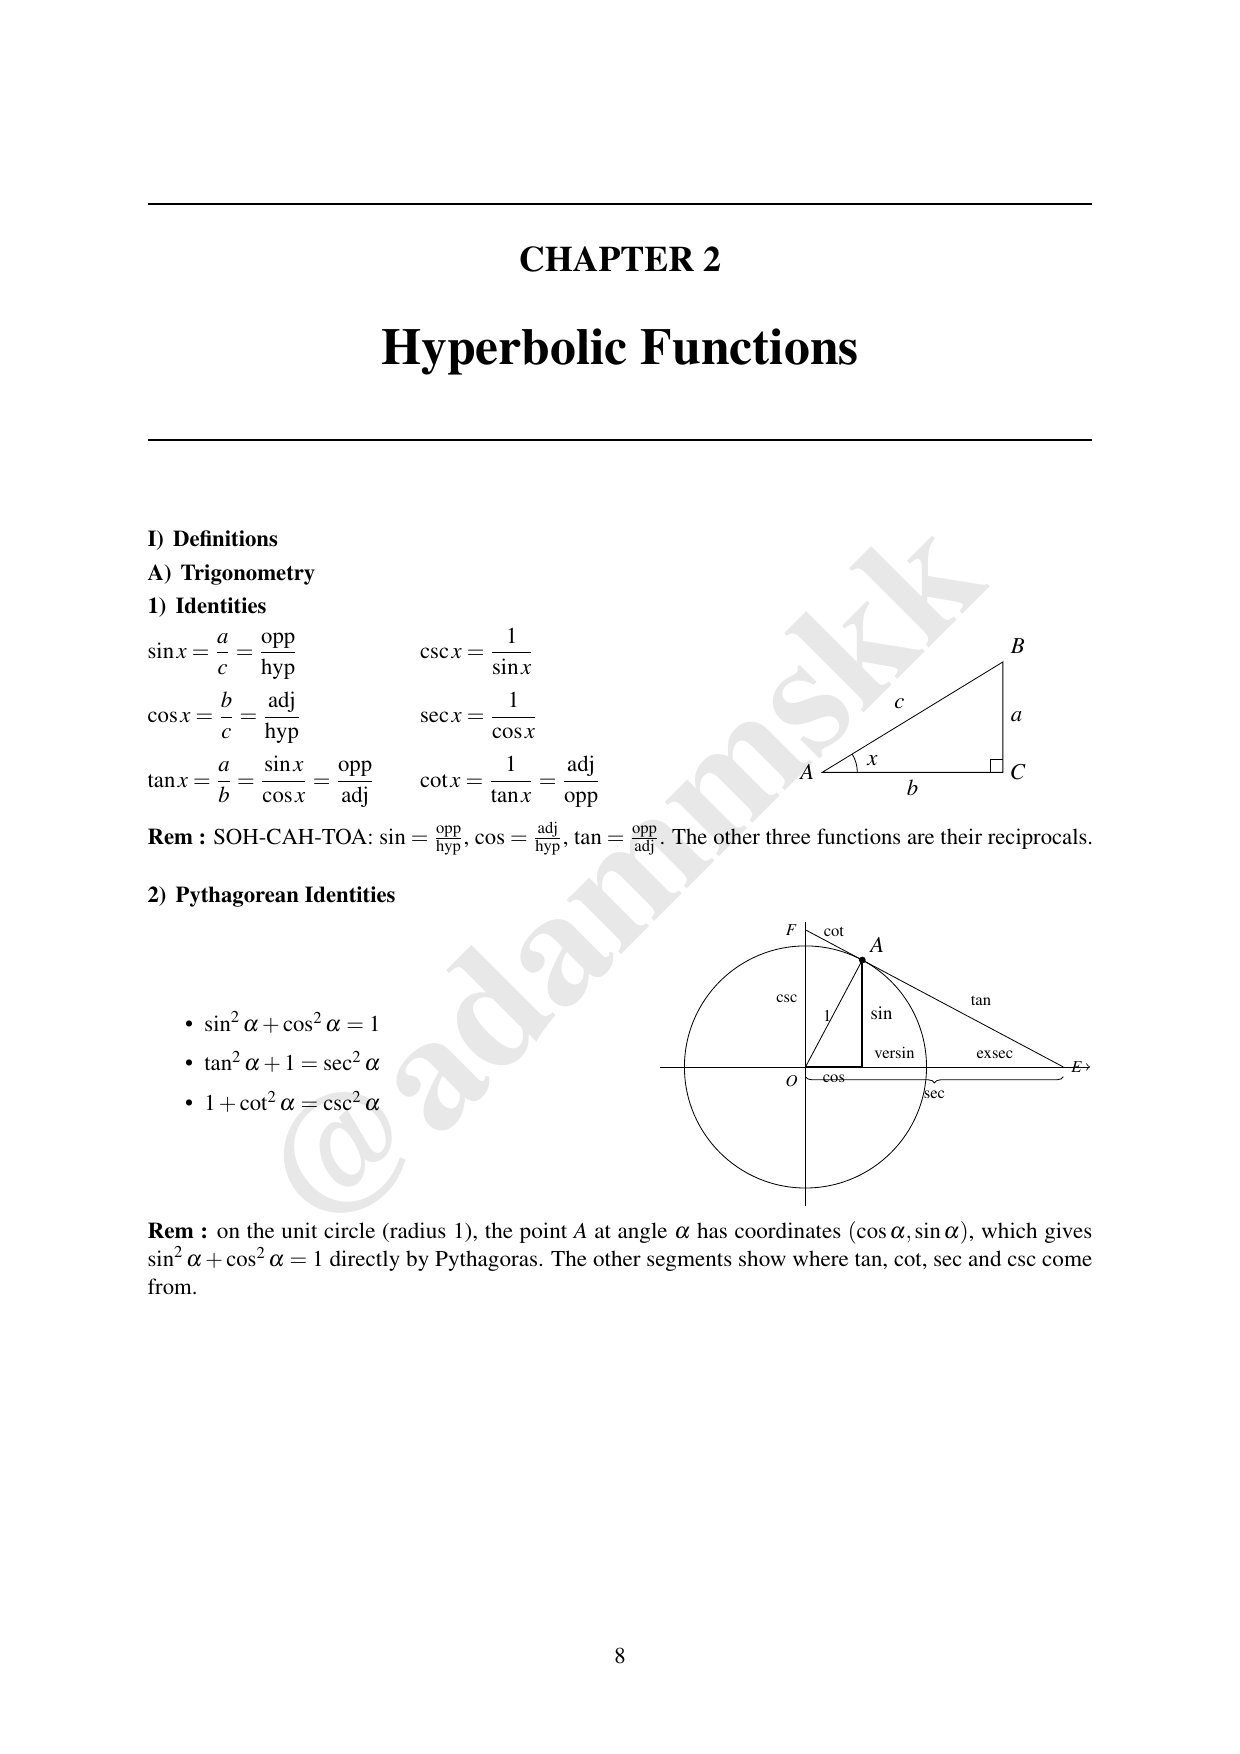 CHAPTER 2
Hyperbolic Functions
I) Definitions
A) Trigonometry
1) Identities
sin x = a/c = opp/hyp    csc x = 1/sin x
cos x = b/c = adj/hyp    sec x = 1/cos x
tan x = a/b = sin x/cos x = opp/adj    cot x = 1/tan x = adj/opp
B
c
a
A
x
C
b
Rem : SOH-CAH-TOA: sin = opp/hyp, cos = adj/hyp, tan = opp/adj. The other three functions are their reciprocals.
2) Pythagorean Identities
• sin² α + cos² α = 1
• tan² α + 1 = sec² α
• 1 + cot² α = csc² α
F
cot
A
csc
tan
1
sin
versin
exsec
O
cos
E
sec
Rem : on the unit circle (radius 1), the point A at angle α has coordinates (cos α, sin α), which gives
sin² α + cos² α = 1 directly by Pythagoras. The other segments show where tan, cot, sec and csc come
from.
@adammskk
8